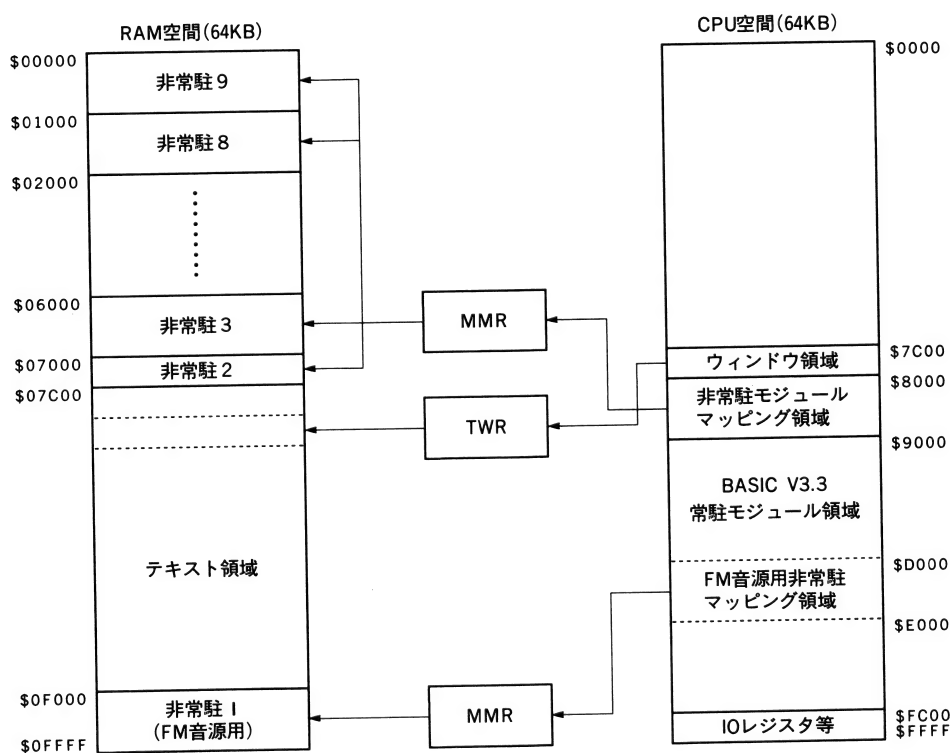 RAM空間(64KB)
$00000
非常駐9
$01000
非常駐8
$02000
$06000
非常駐3
$07000
非常駐2
$07C00
テキスト領域
$0F000
非常駐1
(FM音源用)
$0FFFF
MMR
TWR
MMR
CPU空間(64KB)
$0000
ウィンドウ領域
$7C00
$8000
非常駐モジュール
マッピング領域
$9000
BASIC V3.3
常駐モジュール領域
$D000
FM音源用非常駐
マッピング領域
$E000
$FC00
IOレジスタ等
$FFFF